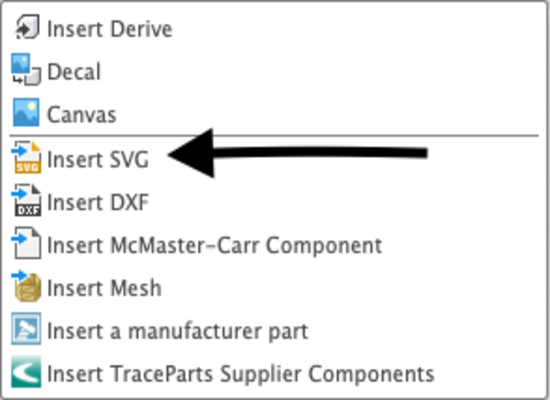 Insert Derive
Decal
Canvas
Insert SVG
SVG
Insert DXF
DXF
Insert McMaster-Carr Component
Insert Mesh
Insert a manufacturer part
Insert TraceParts Supplier Components